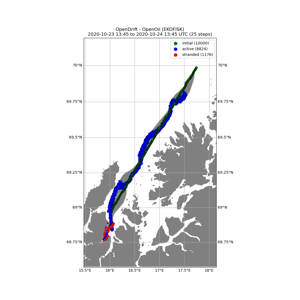 OpenDrift - OpenOil (EKOFISK)
2020-10-23 13:45 to 2020-10-24 13:45 UTC (25 steps)
initial (10000)
active (8824)
stranded (1176)
70°N 70°N
69.75°N 69.75°N
69.5°N 69.5°N
69.25°N 69.25°N
69°N 69°N
68.75°N 68.75°N
15.5°E 16°E 16.5°E 17°E 17.5°E 18°E